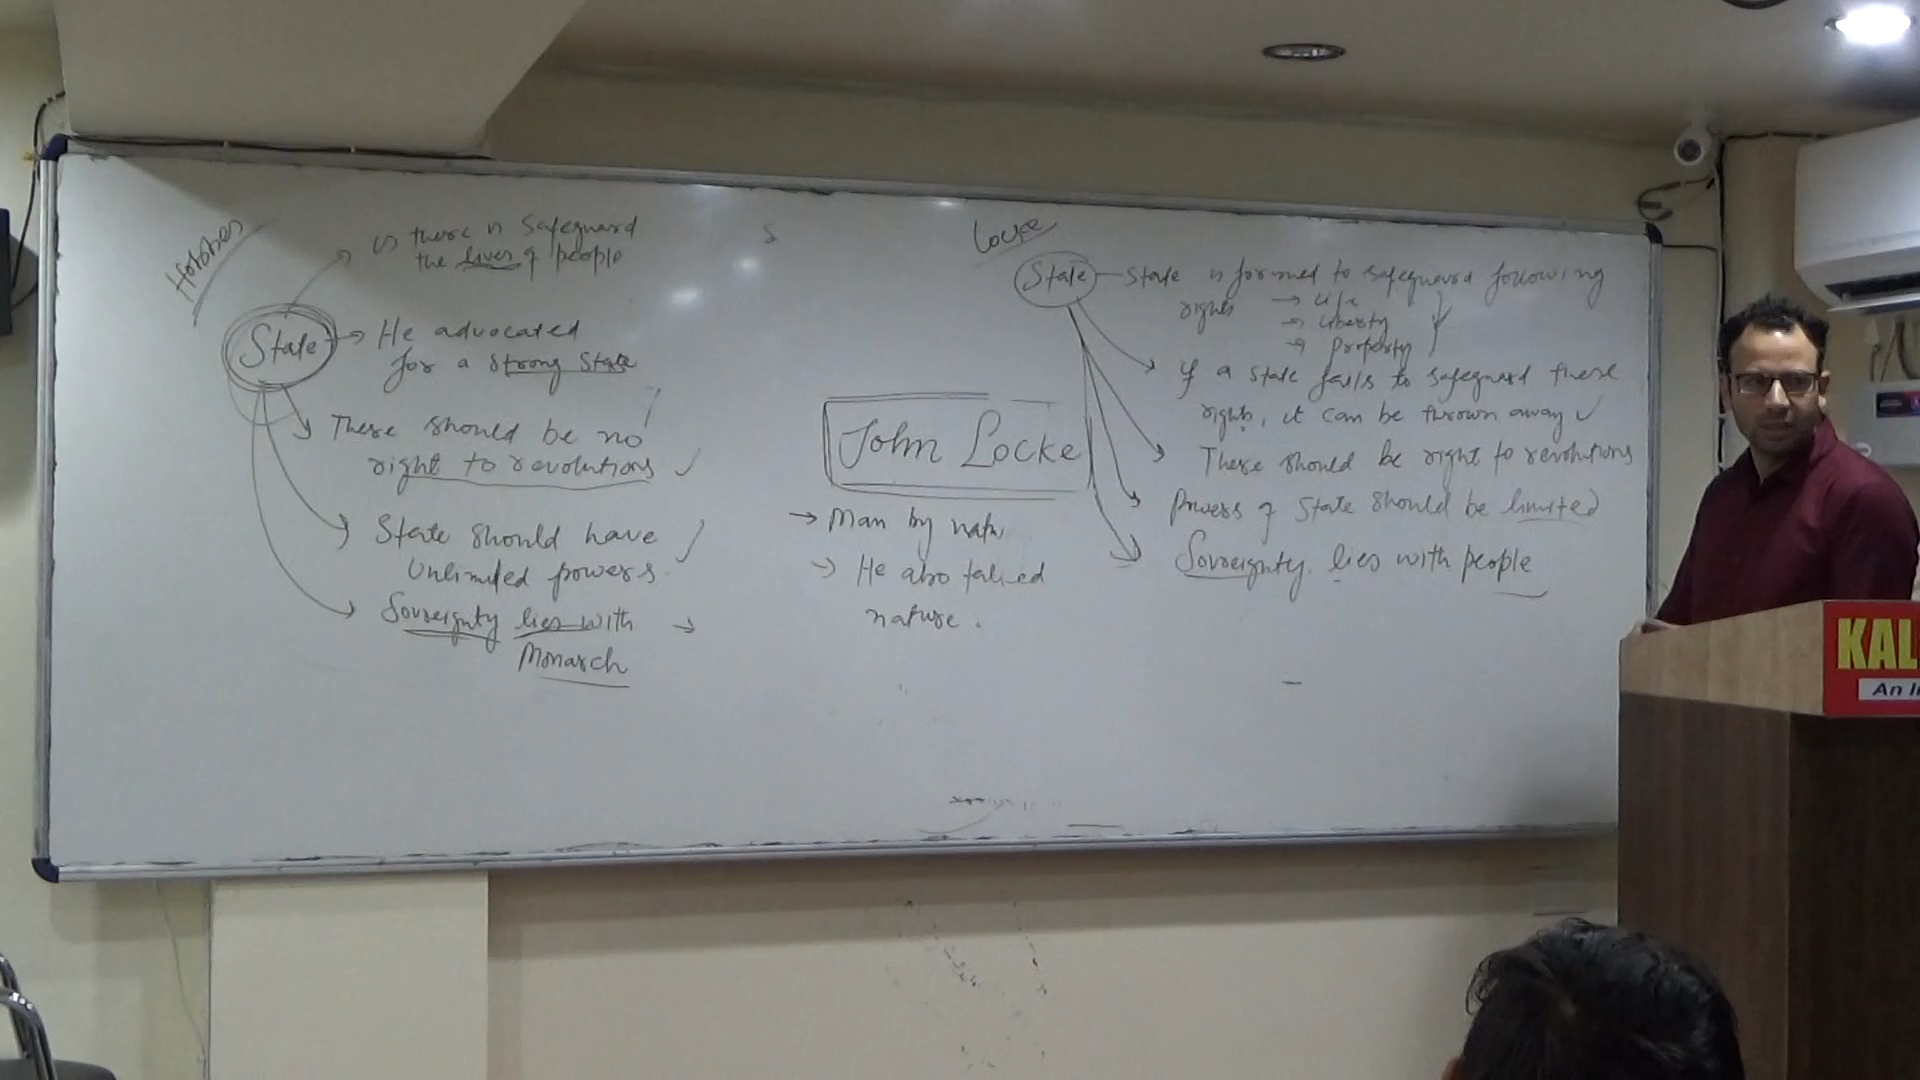 Hobbes
is there is safeguard
the lives of people
State
He advocated
for a strong State
There should be no
right to revolutions
State should have
Unlimited powers.
Sovereignty lies with
Monarch
John Locke
Man by natu
He also talked
nature.
Locke
State
State is formed to safeguard following
rights → Life
→ Liberty
→ Property
If a state fails to safeguard these
rights, it can be thrown away
There should be right to revolutions
Powers of State should be limited
Sovereignty lies with people
KAL
An I